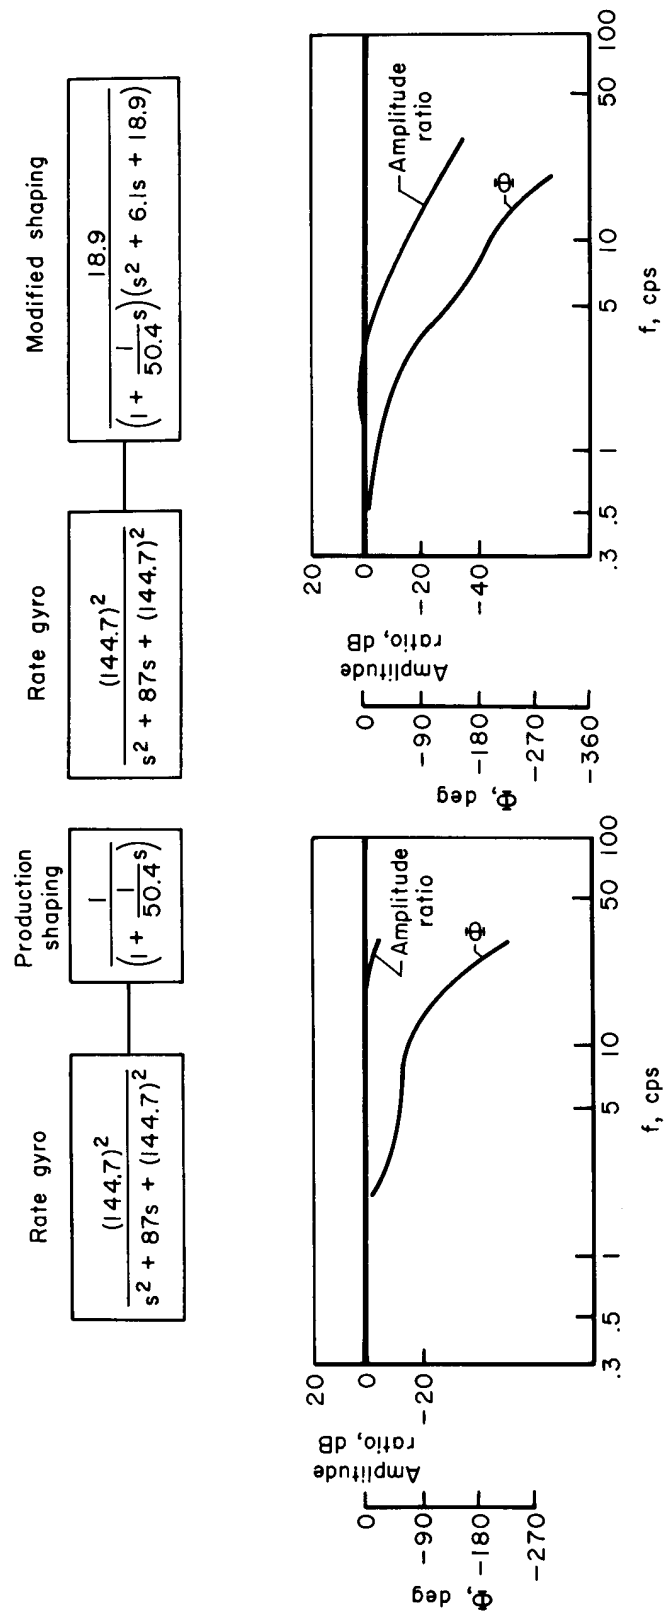 Rate gyro
(144.7)²
s² + 87s + (144.7)²
Production
shaping
1
(1 + 1/50.4 s)
Rate gyro
(144.7)²
s² + 87s + (144.7)²
Modified shaping
18.9
(1 + 1/50.4 s)(s² + 6.1s + 18.9)
Φ, deg
0
-90
-180
-270
Amplitude
ratio, dB
20
0
-20
Amplitude
ratio
Φ
.3
.5
1
5
10
50
100
f, cps
Φ, deg
0
-90
-180
-270
-360
Amplitude
ratio, dB
20
0
-20
-40
Amplitude
ratio
Φ
.3
.5
1
5
10
50
100
f, cps